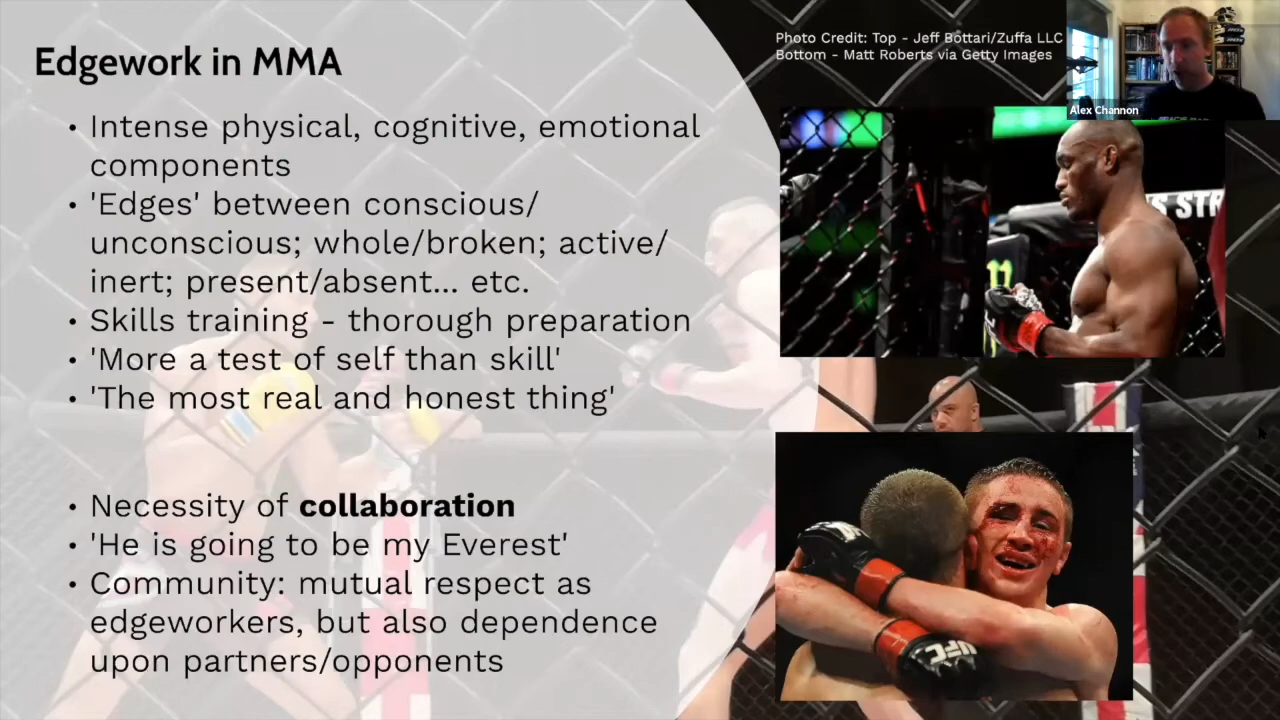 Edgework in MMA
• Intense physical, cognitive, emotional
components
• 'Edges' between conscious/
unconscious; whole/broken; active/
inert; present/absent... etc.
• Skills training - thorough preparation
• 'More a test of self than skill'
• 'The most real and honest thing'
• Necessity of collaboration
• 'He is going to be my Everest'
• Community: mutual respect as
edgeworkers, but also dependence
upon partners/opponents
Photo Credit: Top - Jeff Bottari/Zuffa LLC
Bottom - Matt Roberts via Getty Images
Alex Channon
STR
UFC